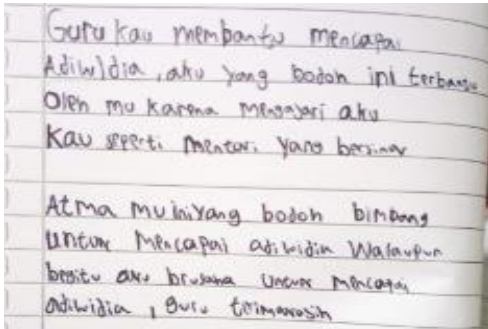 Guru kau membantu mencapai
Adiwidia, aku yang bodoh ini terbantu
Oleh mu karena mengajari aku
Kau seperti mentari yang bersinar
Atma mu ini yang bodoh bimbang
untuk mencapai adiwidia walaupun
begitu aku brusaha untuk mencapai
adiwidia, guru terimakasih